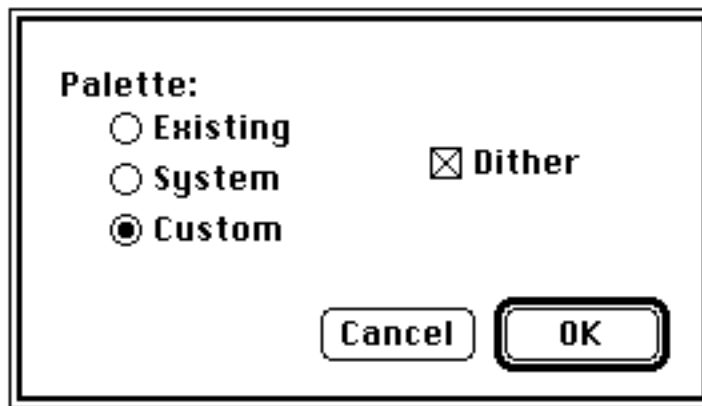 Palette:
Existing
System
Dither
Custom
Cancel
OK